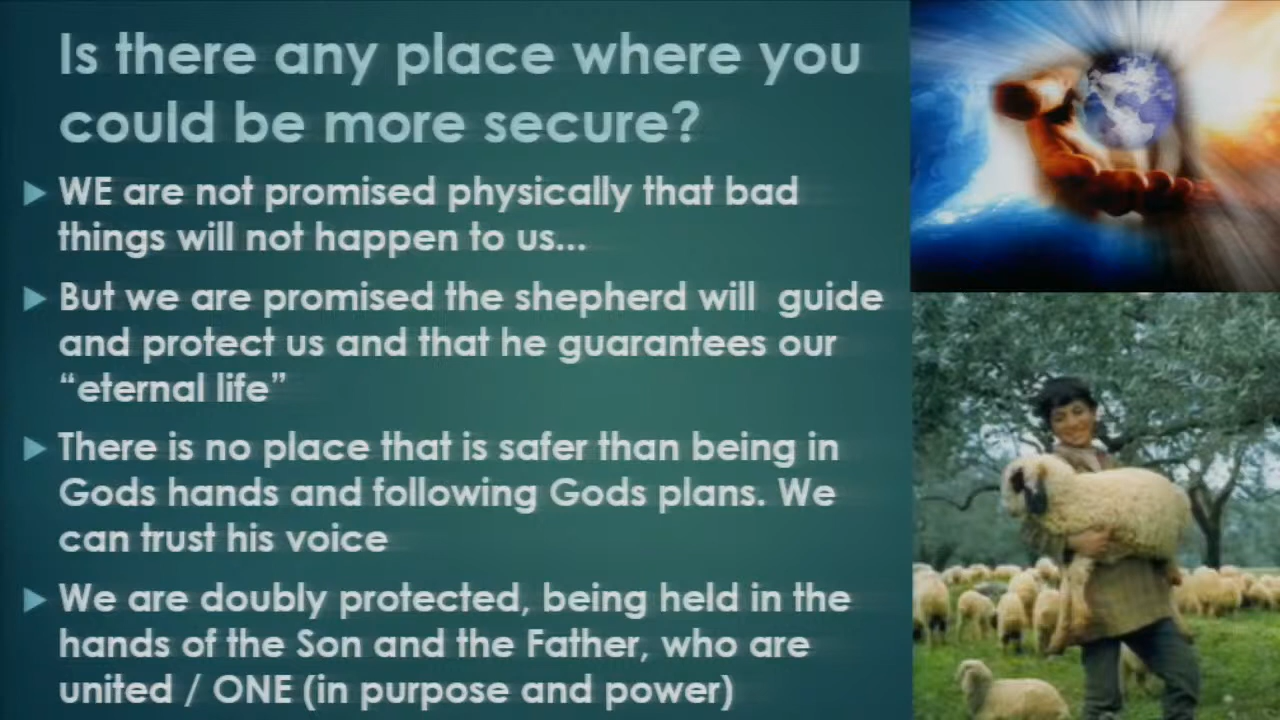 Is there any place where you
could be more secure?
WE are not promised physically that bad
things will not happen to us...
But we are promised the shepherd will guide
and protect us and that he guarantees our
“eternal life”
There is no place that is safer than being in
Gods hands and following Gods plans. We
can trust his voice
We are doubly protected, being held in the
hands of the Son and the Father, who are
united / ONE (in purpose and power)